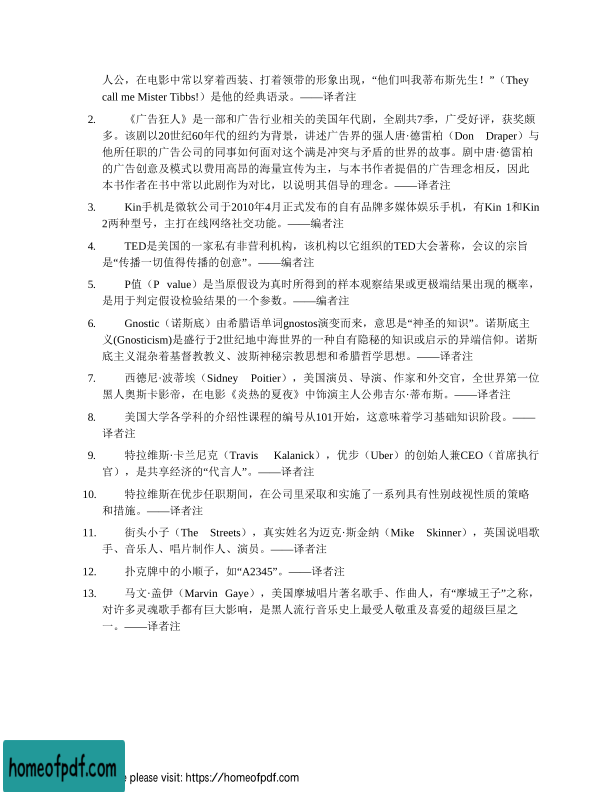 人公，在电影中常以穿着西装、打着领带的形象出现，“他们叫我蒂布斯先生！”（They
call me Mister Tibbs!）是他的经典语录。——译者注
2. 《广告狂人》是一部和广告行业相关的美国年代剧，全剧共7季，广受好评，获奖颇
多。该剧以20世纪60年代的纽约为背景，讲述广告界的强人唐·德雷柏（Don Draper）与
他所任职的广告公司的同事如何面对这个满是冲突与矛盾的世界的故事。剧中唐·德雷柏
的广告创意及模式以费用高昂的海量宣传为主，与本书作者提倡的广告理念相反，因此
本书作者在书中常以此剧作为对比，以说明其倡导的理念。——译者注
3. Kin手机是微软公司于2010年4月正式发布的自有品牌多媒体娱乐手机，有Kin 1和Kin
2两种型号，主打在线网络社交功能。——编者注
4. TED是美国的一家私有非营利机构，该机构以它组织的TED大会著称，会议的宗旨
是“传播一切值得传播的创意”。——编者注
5. P值（P value）是当原假设为真时所得到的样本观察结果或更极端结果出现的概率，
是用于判定假设检验结果的一个参数。——编者注
6. Gnostic（诺斯底）由希腊语单词gnostos演变而来，意思是“神圣的知识”。诺斯底主
义(Gnosticism)是盛行于2世纪地中海世界的一种自有隐秘的知识或启示的异端信仰。诺斯
底主义混杂着基督教教义、波斯神秘宗教思想和希腊哲学思想。——译者注
7. 西德尼·波蒂埃（Sidney Poitier），美国演员、导演、作家和外交官，全世界第一位
黑人奥斯卡影帝，在电影《炎热的夏夜》中饰演主人公弗吉尔·蒂布斯。——译者注
8. 美国大学各学科的介绍性课程的编号从101开始，这意味着学习基础知识阶段。——
译者注
9. 特拉维斯·卡兰尼克（Travis Kalanick），优步（Uber）的创始人兼CEO（首席执行
官），是共享经济的“代言人”。——译者注
10. 特拉维斯在优步任职期间，在公司里采取和实施了一系列具有性别歧视性质的策略
和措施。——译者注
11. 街头小子（The Streets），真实姓名为迈克·斯金纳（Mike Skinner），英国说唱歌
手、音乐人、唱片制作人、演员。——译者注
12. 扑克牌中的小顺子，如“A2345”。——译者注
13. 马文·盖伊（Marvin Gaye），美国摩城唱片著名歌手、作曲人，有“摩城王子”之称，
对许多灵魂歌手都有巨大影响，是黑人流行音乐史上最受人敬重及喜爱的超级巨星之
一。——译者注
homeofpdf.com
please visit: https://homeofpdf.com